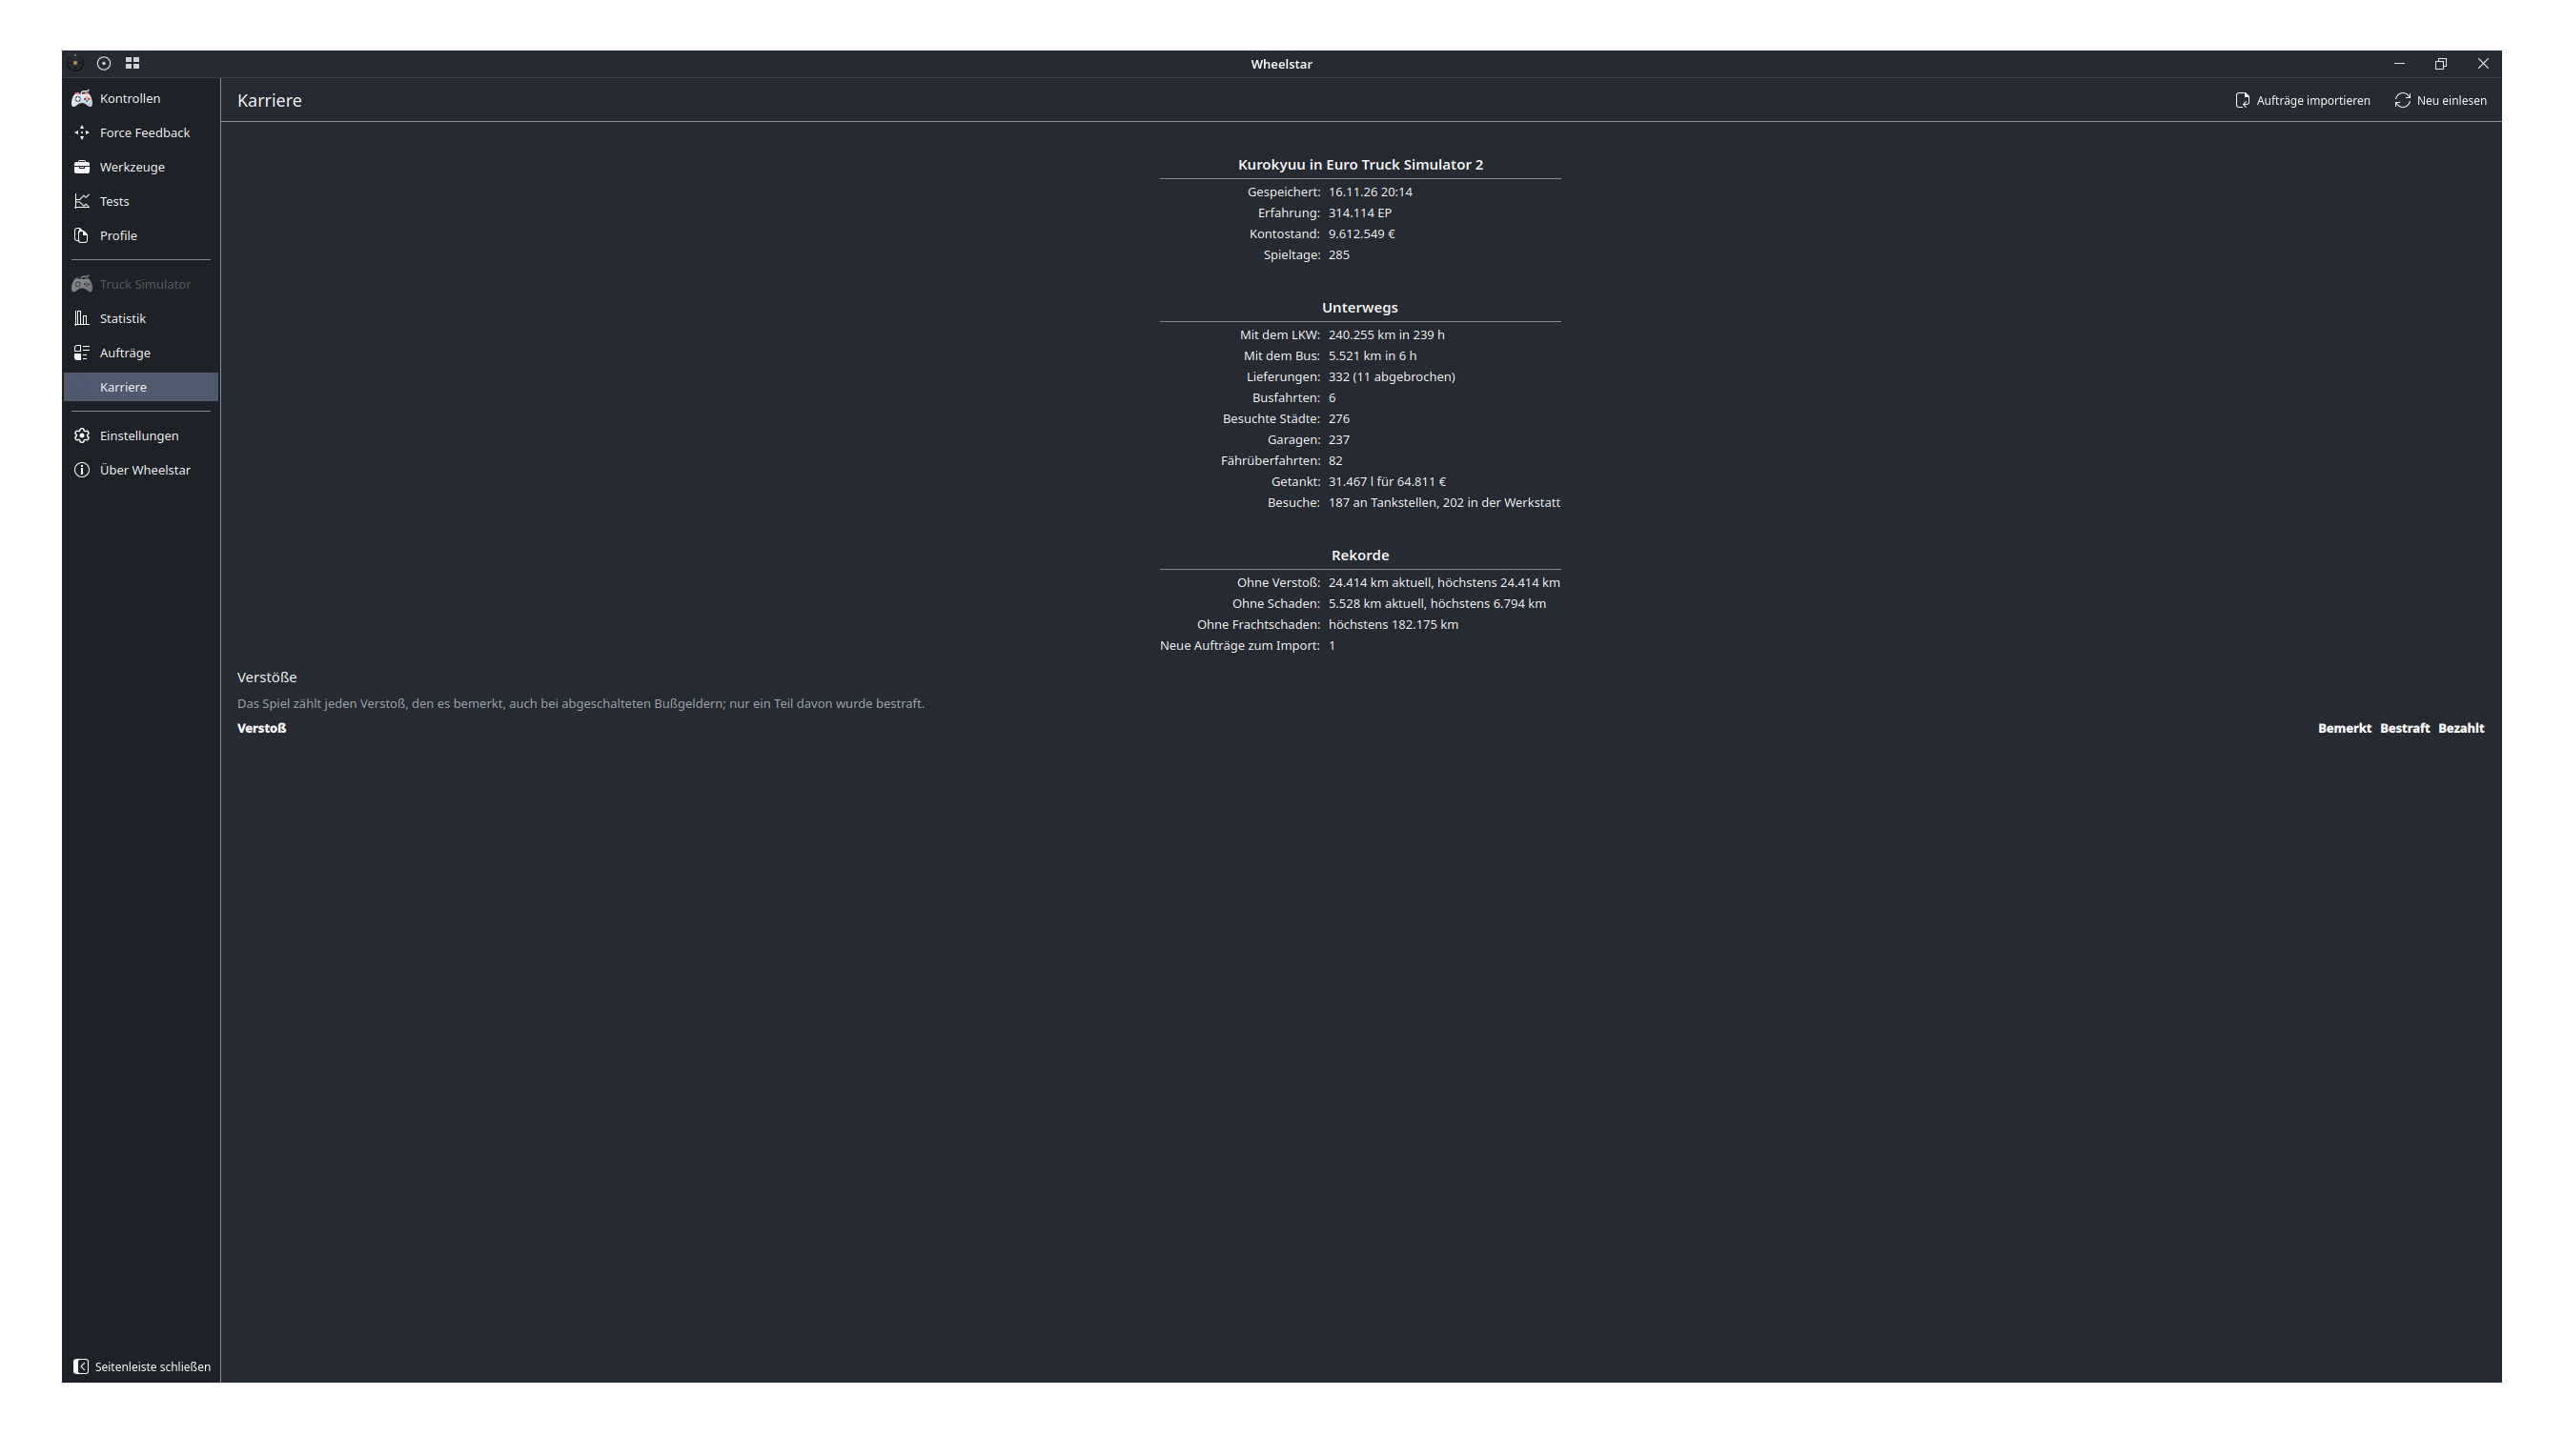 Wheelstar
Kontrollen
Force Feedback
Werkzeuge
Tests
Profile
Truck Simulator
Statistik
Aufträge
Karriere
Einstellungen
Über Wheelstar
Seitenleiste schließen
Karriere
Aufträge importieren
Neu einlesen
Kurokyuu in Euro Truck Simulator 2
Gespeichert: 16.11.26 20:14
Erfahrung: 314.114 EP
Kontostand: 9.612.549 €
Spieltage: 285
Unterwegs
Mit dem LKW: 240.255 km in 239 h
Mit dem Bus: 5.521 km in 6 h
Lieferungen: 332 (11 abgebrochen)
Busfahrten: 6
Besuchte Städte: 276
Garagen: 237
Fährüberfahrten: 82
Getankt: 31.467 l für 64.811 €
Besuche: 187 an Tankstellen, 202 in der Werkstatt
Rekorde
Ohne Verstoß: 24.414 km aktuell, höchstens 24.414 km
Ohne Schaden: 5.528 km aktuell, höchstens 6.794 km
Ohne Frachtschaden: höchstens 182.175 km
Neue Aufträge zum Import: 1
Verstöße
Das Spiel zählt jeden Verstoß, den es bemerkt, auch bei abgeschalteten Bußgeldern; nur ein Teil davon wurde bestraft.
Verstoß Bemerkt Bestraft Bezahlt